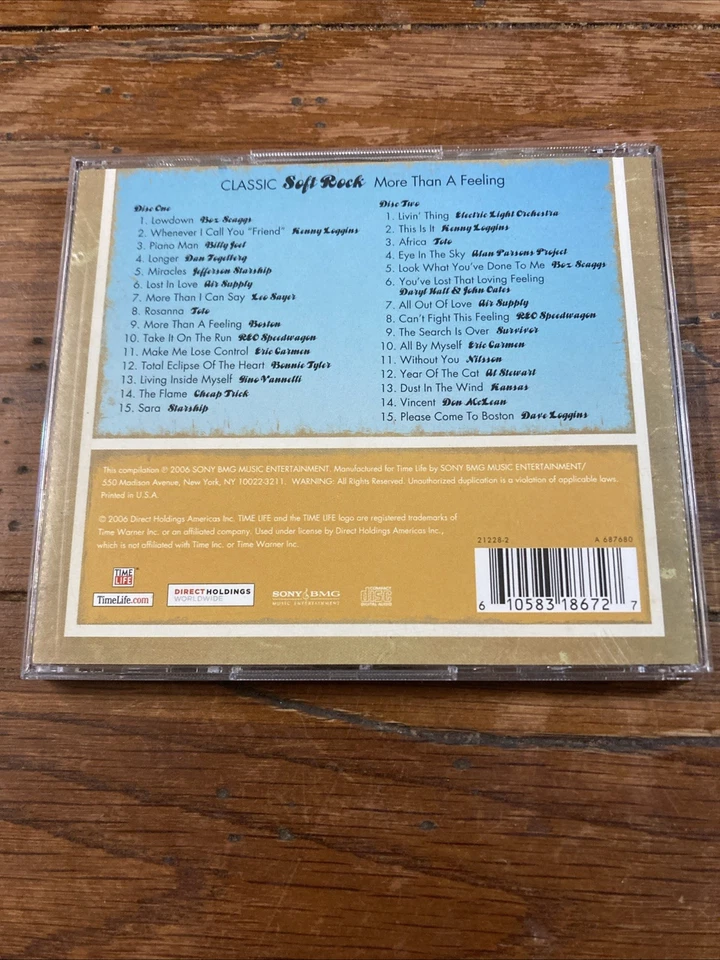 CLASSIC Soft Rock More Than A Feeling
Disc One
1. Lowdown Boz Scaggs
2. Whenever I Call You "Friend" Kenny Loggins
3. Piano Man Billy Joel
4. Longer Dan Fogelberg
5. Miracles Jefferson Starship
6. Lost In Love Air Supply
7. More Than I Can Say Leo Sayer
8. Rosanna Toto
9. More Than A Feeling Boston
10. Take It On The Run REO Speedwagon
11. Make Me Lose Control Eric Carmen
12. Total Eclipse Of The Heart Bonnie Tyler
13. Living Inside Myself Gino Vannelli
14. The Flame Cheap Trick
15. Sara Starship
Disc Two
1. Livin' Thing Electric Light Orchestra
2. This Is It Kenny Loggins
3. Africa Toto
4. Eye In The Sky Alan Parsons Project
5. Look What You've Done To Me Boz Scaggs
6. You've Lost That Loving Feeling
Daryl Hall & John Oates
7. All Out Of Love Air Supply
8. Can't Fight This Feeling REO Speedwagon
9. The Search Is Over Survivor
10. All By Myself Eric Carmen
11. Without You Nilsson
12. Year Of The Cat Al Stewart
13. Dust In The Wind Kansas
14. Vincent Don McLean
15. Please Come To Boston Dave Loggins
This compilation ℗ 2006 SONY BMG MUSIC ENTERTAINMENT. Manufactured for Time Life by SONY BMG MUSIC ENTERTAINMENT/
550 Madison Avenue, New York, NY 10022-3211. WARNING: All Rights Reserved. Unauthorized duplication is a violation of applicable laws.
Printed in U.S.A.
© 2006 Direct Holdings Americas Inc. TIME LIFE and the TIME LIFE logo are registered trademarks of
Time Warner Inc. or an affiliated company. Used under license by Direct Holdings Americas Inc.,
which is not affiliated with Time Inc. or Time Warner Inc.
21228-2 A 687680
TIME LIFE™
TimeLife.com
DIRECT HOLDINGS
WORLDWIDE
SONY BMG
MUSIC ENTERTAINMENT
COMPACT
disc
DIGITAL AUDIO
6 10583 18672 7